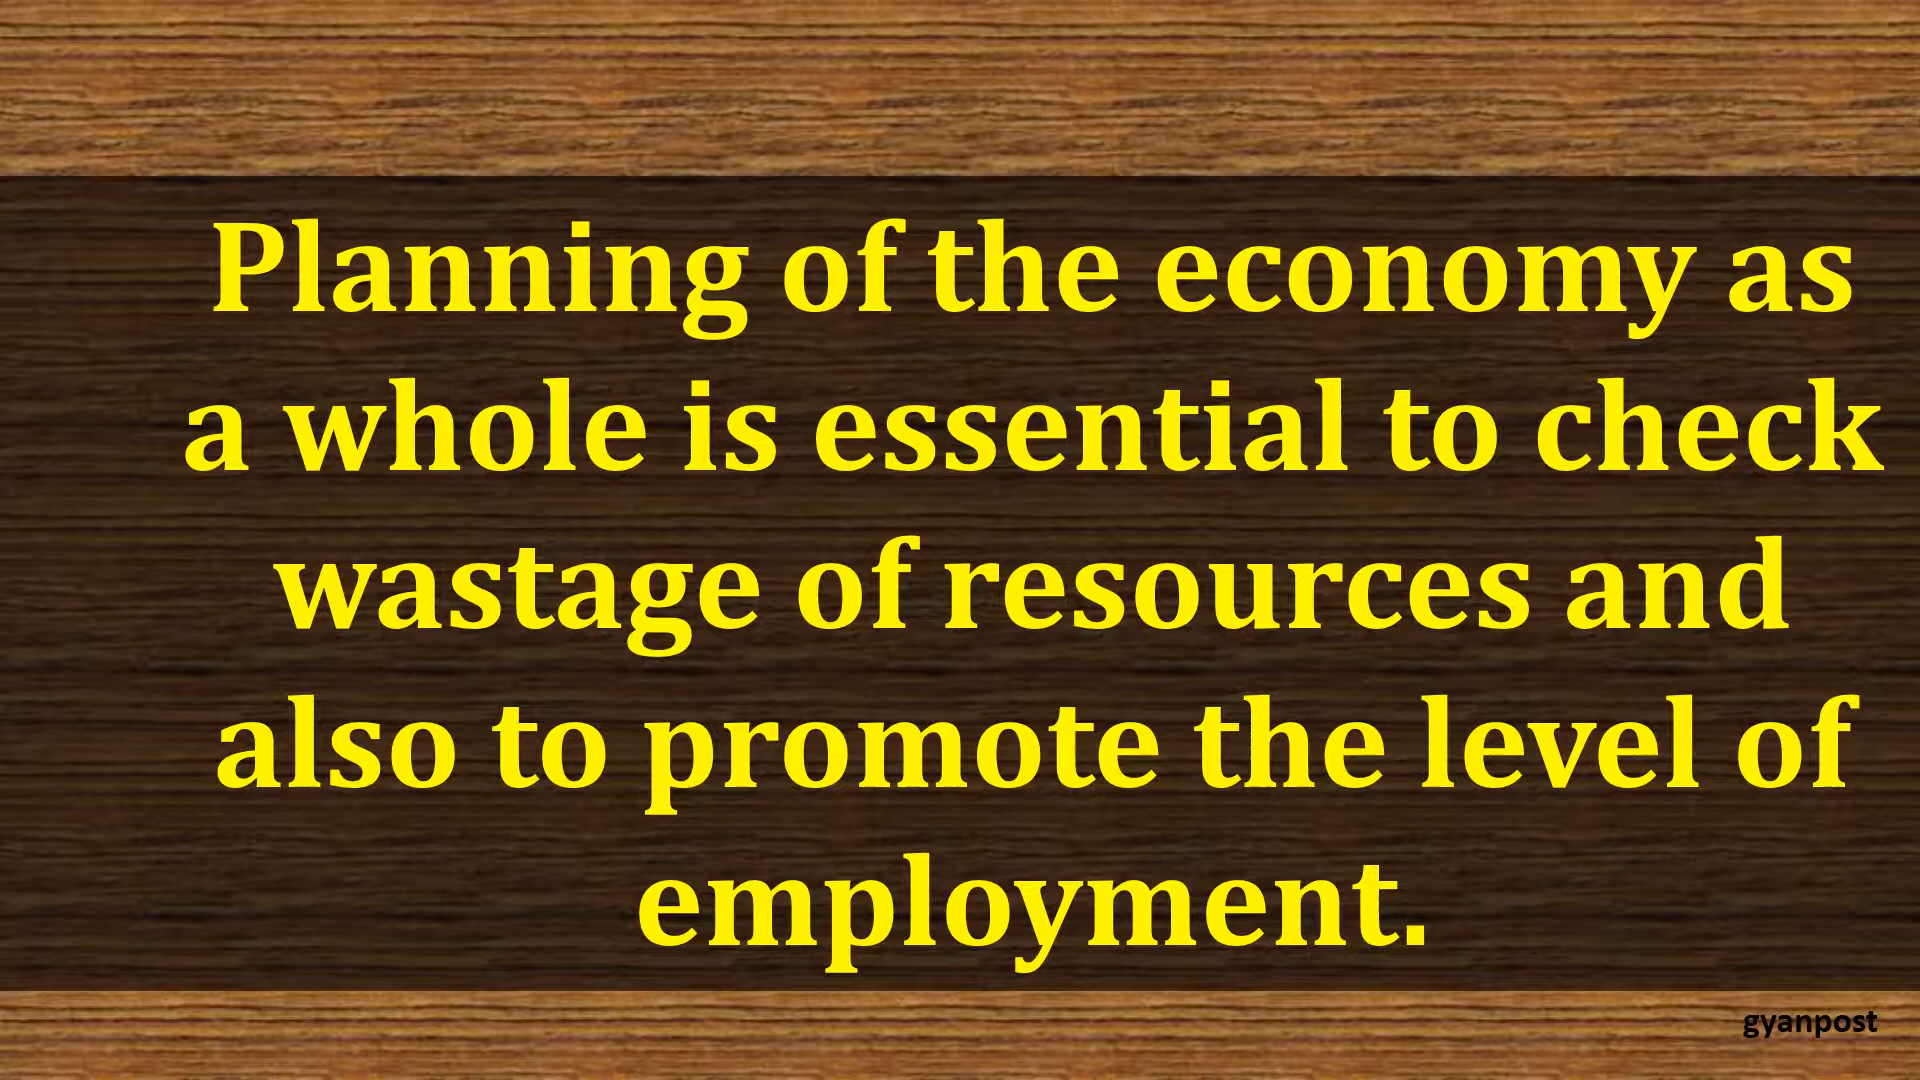 Planning of the economy as
a whole is essential to check
wastage of resources and
also to promote the level of
employment.
gyanpost